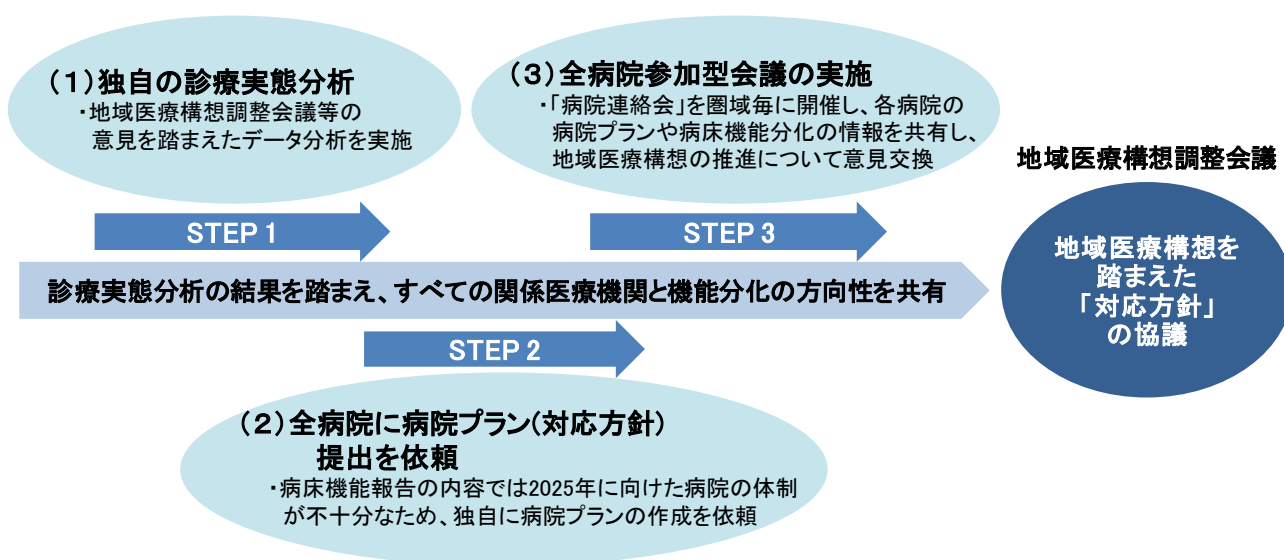 (1)独自の診療実態分析
・地域医療構想調整会議等の
意見を踏まえたデータ分析を実施
STEP 1
(3)全病院参加型会議の実施
・「病院連絡会」を圏域毎に開催し、各病院の
病院プランや病床機能分化の情報を共有し、
地域医療構想の推進について意見交換
STEP 3
診療実態分析の結果を踏まえ、すべての関係医療機関と機能分化の方向性を共有
STEP 2
(2)全病院に病院プラン(対応方針)
提出を依頼
・病床機能報告の内容では2025年に向けた病院の体制
が不十分なため、独自に病院プランの作成を依頼
地域医療構想調整会議
地域医療構想を
踏まえた
「対応方針」
の協議